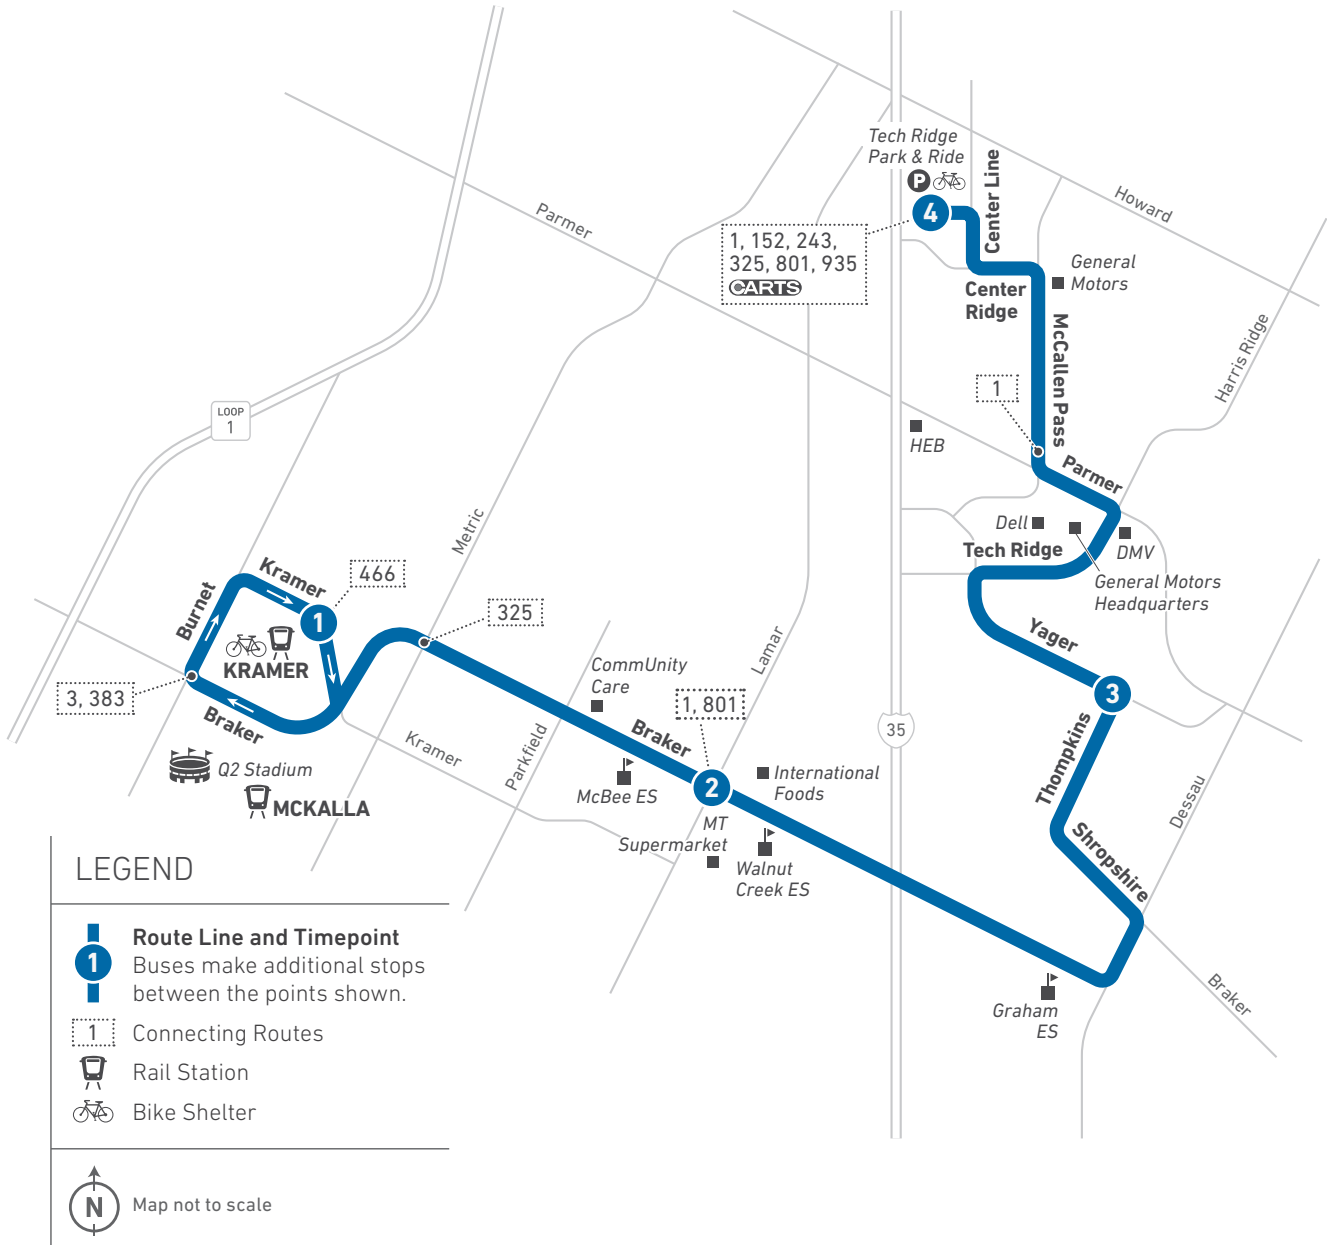 Tech Ridge
Park & Ride
P
4
Center Line
Howard
Parmer
1, 152, 243,
325, 801, 935
CARTS
Center
Ridge
General
Motors
McCallen Pass
Harris Ridge
1
LOOP
1
HEB
Parmer
Metric
Dell
DMV
Tech Ridge
General Motors
Headquarters
Kramer
466
Burnet
1
325
KRAMER
Yager
Lamar
CommUnity
Care
3, 383
1, 801
3
Braker
Kramer
Parkfield
Braker
35
Thompkins
Q2 Stadium
International
Foods
McBee ES
2
MCKALLA
MT
Supermarket
Dessau
Shropshire
Walnut
Creek ES
Graham
ES
Braker
LEGEND
1
Route Line and Timepoint
Buses make additional stops
between the points shown.
1
Connecting Routes
Rail Station
Bike Shelter
N
Map not to scale